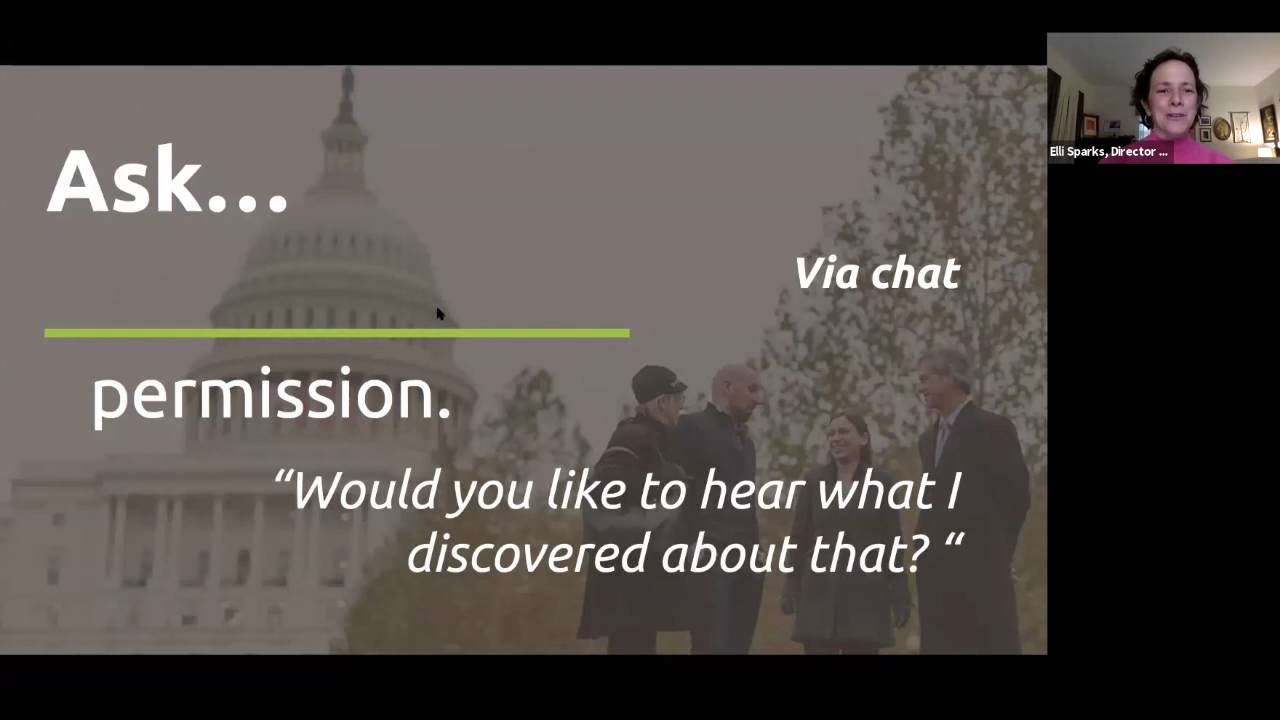 Ask...
Via chat
permission.
“Would you like to hear what I
discovered about that? “
Elli Sparks, Director ...